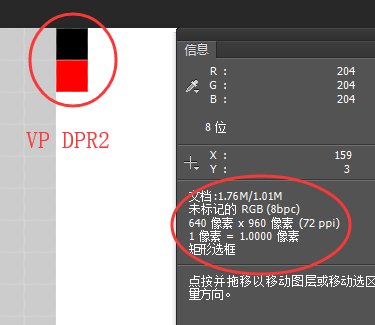 信息
R : 204
G : 204
B : 204
8 位
X : 159
Y : 3
VP DPR2
文档:1.76M/1.01M
未标记的 RGB (8bpc)
640 像素 x 960 像素 (72 ppi)
1 像素 = 1.0000 像素
矩形选框
点按并拖移以移动图层或移动选区
量方向。